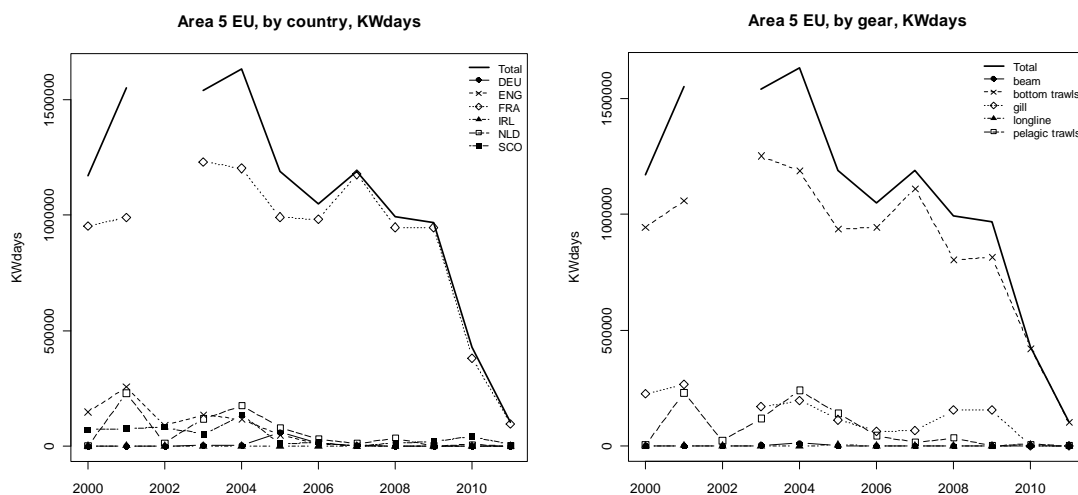 Area 5 EU, by country, KWdays
KWdays
1500000
1000000
500000
0
2000 2002 2004 2006 2008 2010
Total
DEU
ENG
FRA
IRL
NLD
SCO
Area 5 EU, by gear, KWdays
KWdays
1500000
1000000
500000
0
2000 2002 2004 2006 2008 2010
Total
beam
bottom trawls
gill
longline
pelagic trawls